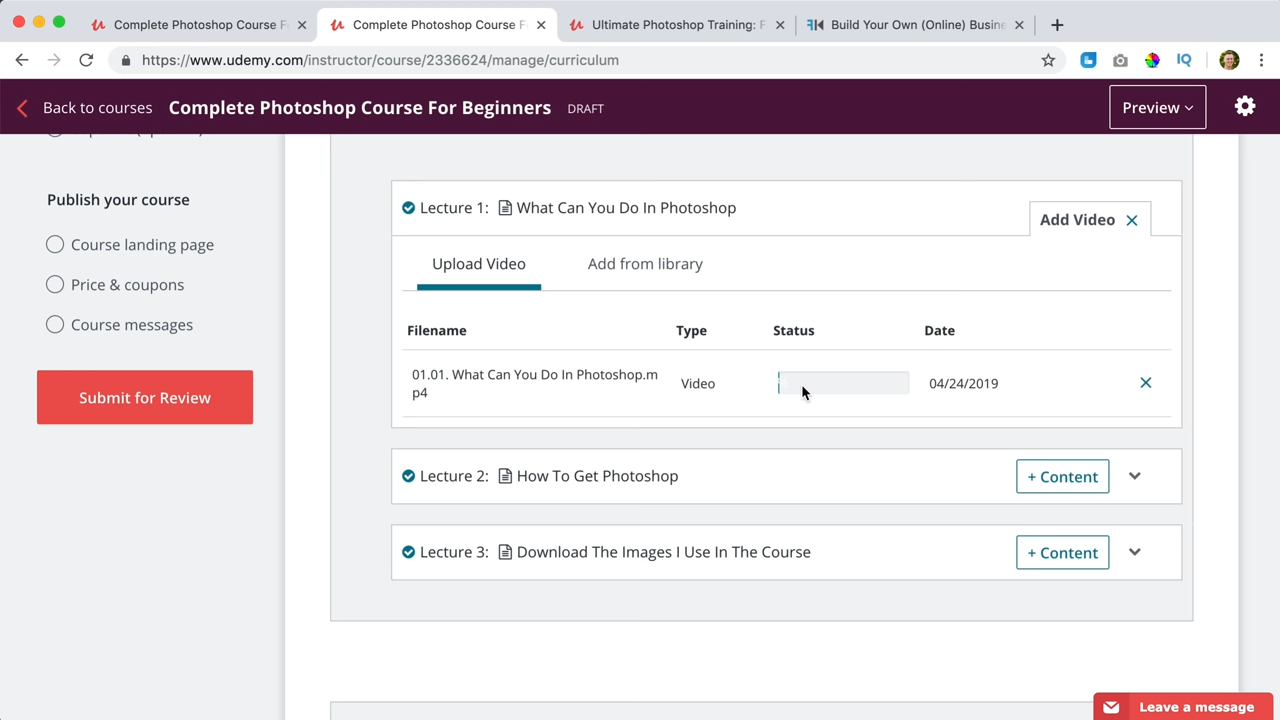 Complete Photoshop Course F
Complete Photoshop Course F
Ultimate Photoshop Training: F
Build Your Own (Online) Busine
https://www.udemy.com/instructor/course/2336624/manage/curriculum
IQ
Back to courses
Complete Photoshop Course For Beginners
DRAFT
Preview
Publish your course
Course landing page
Price & coupons
Course messages
Submit for Review
Lecture 1: What Can You Do In Photoshop
Add Video
Upload Video
Add from library
Filename Type Status Date
01.01. What Can You Do In Photoshop.m
p4
Video
04/24/2019
Lecture 2: How To Get Photoshop
+ Content
Lecture 3: Download The Images I Use In The Course
+ Content
Leave a message